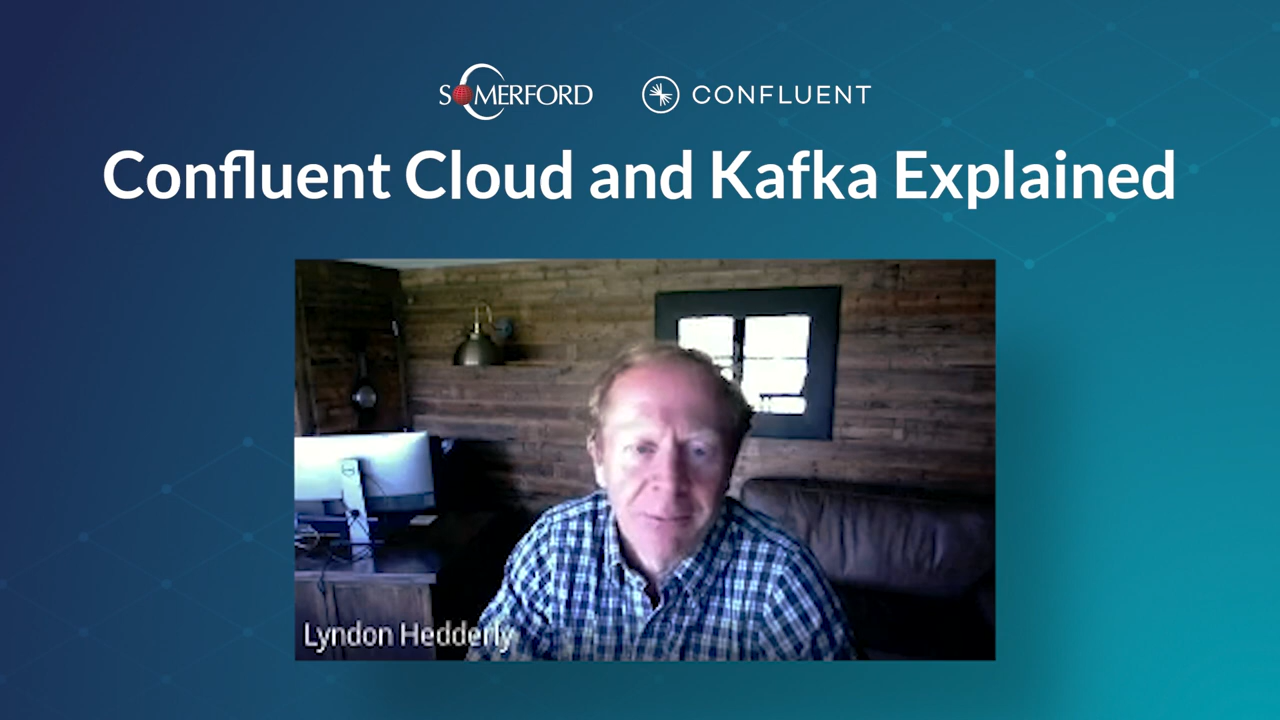 SOMERFORD CONFLUENT
Confluent Cloud and Kafka Explained
Lyndon Hedderly